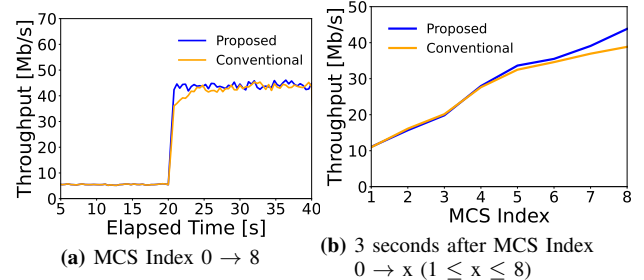 Throughput [Mb/s]
70
60
50
40
30
20
10
0
Proposed
Conventional
5 10 15 20 25 30 35 40
Elapsed Time [s]
(a) MCS Index 0 → 8
Throughput [Mb/s]
50
40
30
20
10
0
Proposed
Conventional
1 2 3 4 5 6 7 8
MCS Index
(b) 3 seconds after MCS Index
0 → x (1 ≤ x ≤ 8)